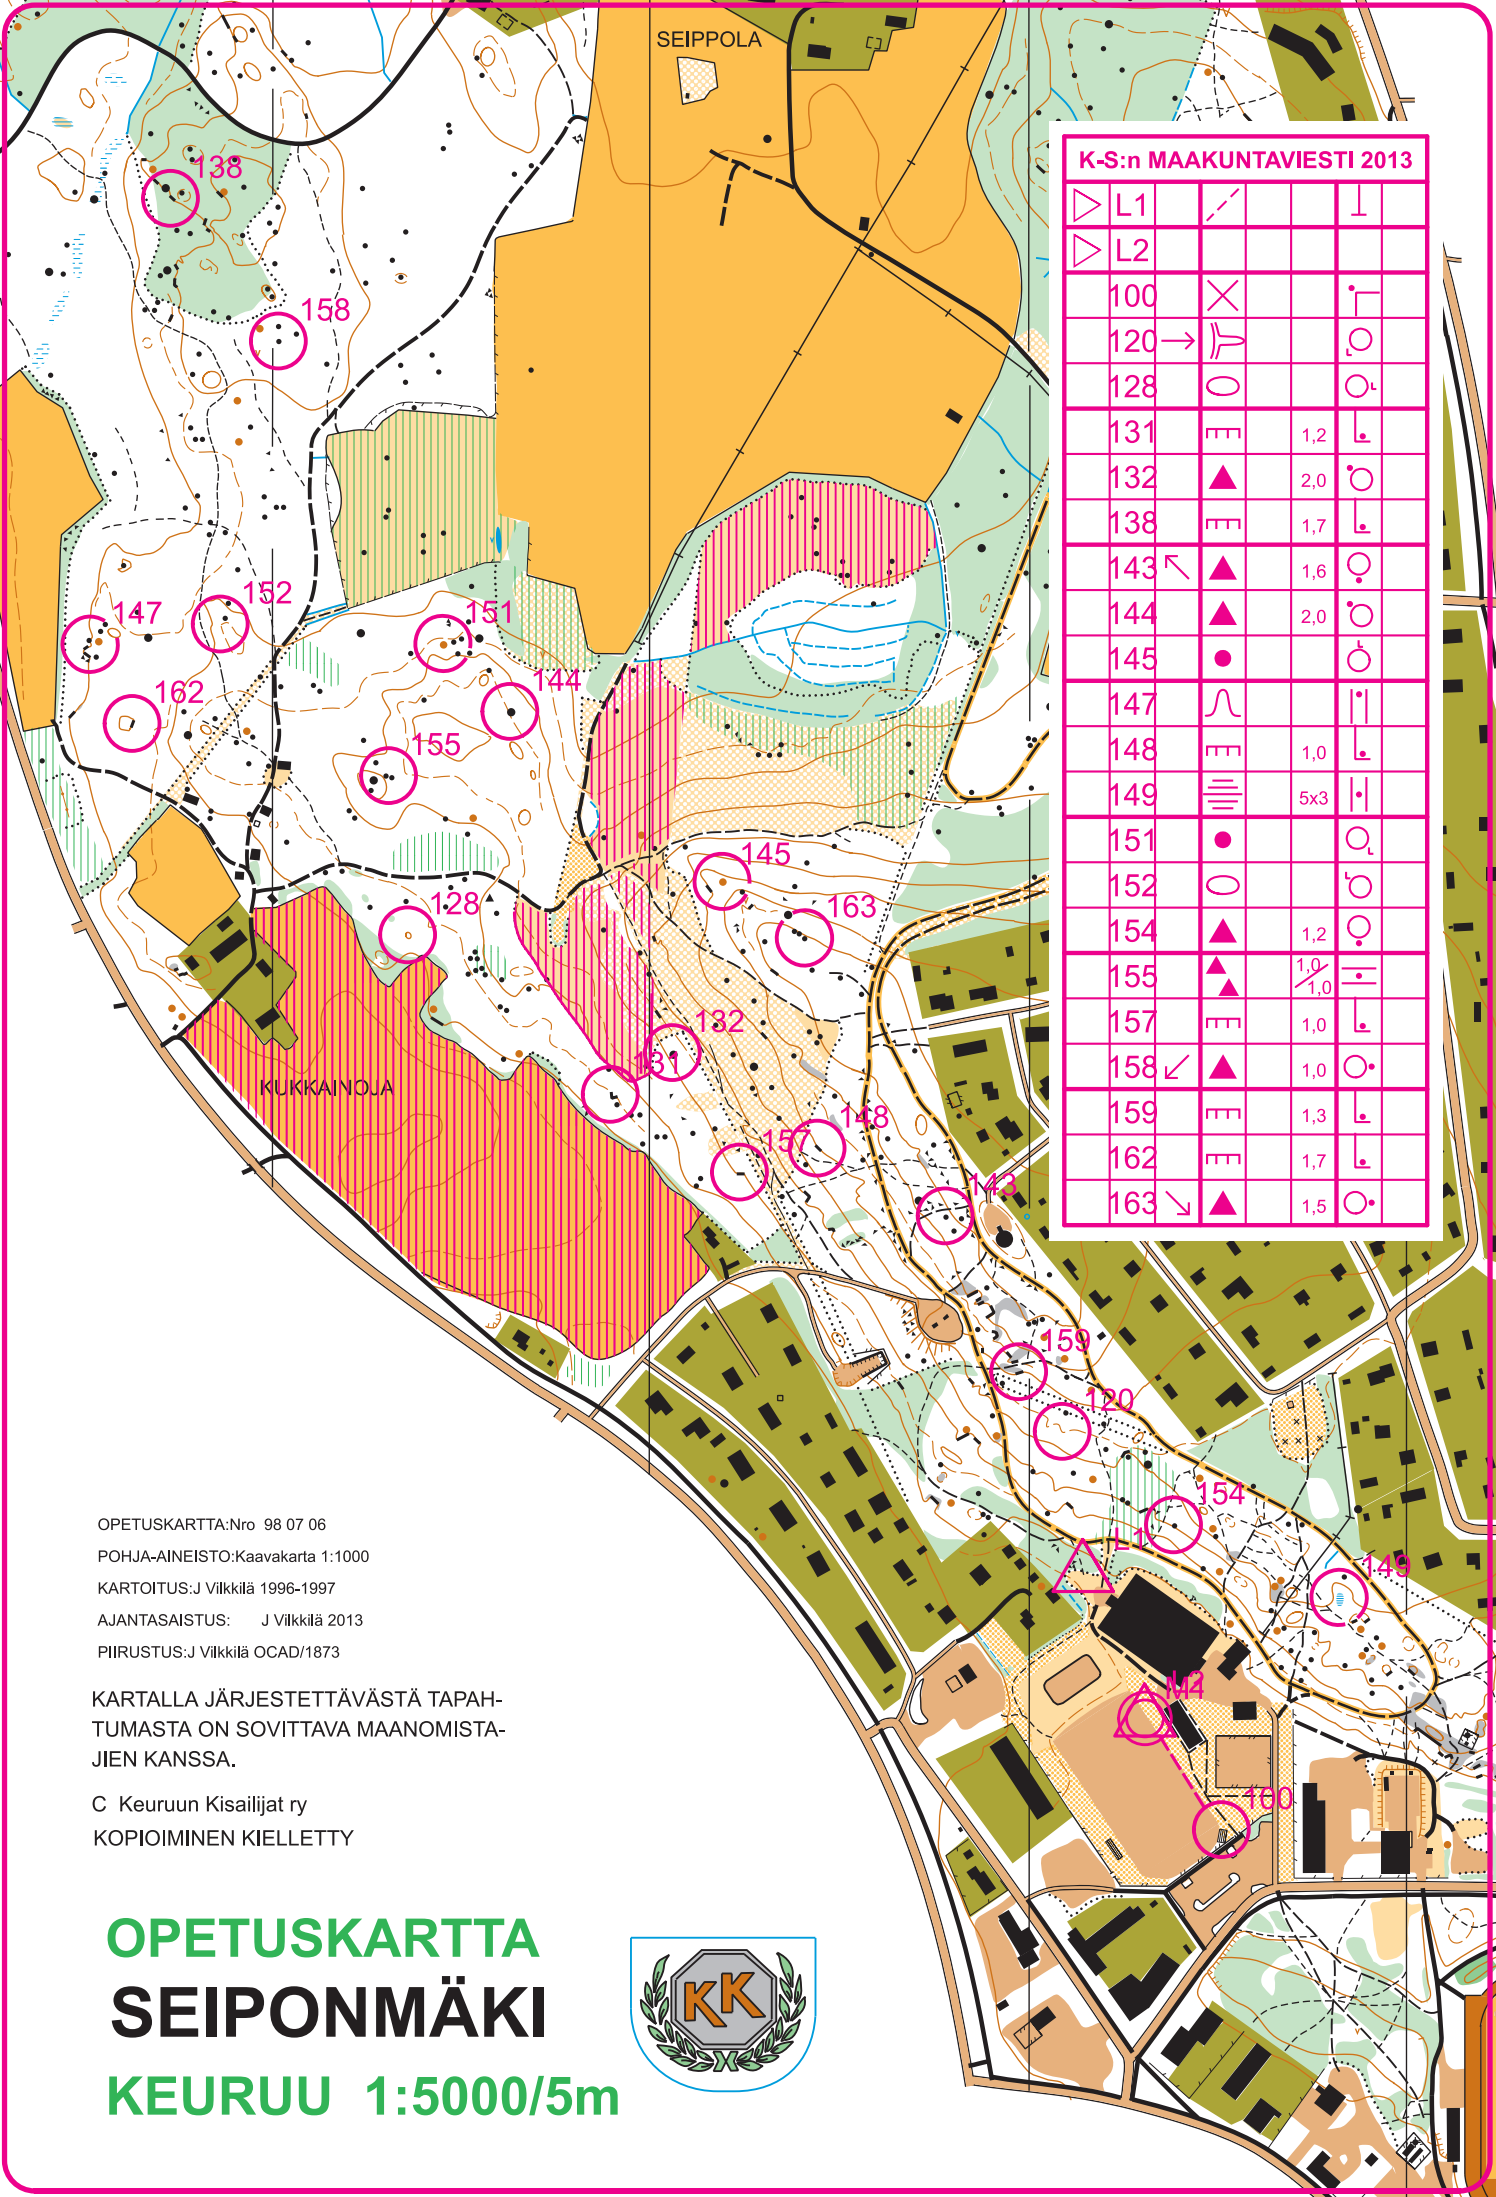 SEIPPOLA
K-S:n MAAKUNTAVIESTI 2013
L1
L2
100
120
128
131 1,2
132 2,0
138 1,7
143 1,6
144 2,0
145
147
148 1,0
149 5x3
151
152
154 1,2
155 1,0/1,0
157 1,0
158 1,0
159 1,3
162 1,7
163 1,5
138
158
152
147
151
162
144
155
145
128
163
132
131
148
157
143
KUKKAINOJA
159
120
154
L1
149
100
OPETUSKARTTA:Nro 98 07 06
POHJA-AINEISTO:Kaavakarta 1:1000
KARTOITUS:J Vilkkilä 1996-1997
AJANTASAISTUS: J Vilkkilä 2013
PIIRUSTUS:J Vilkkilä OCAD/1873
KARTALLA JÄRJESTETTÄVÄSTÄ TAPAH-
TUMASTA ON SOVITTAVA MAANOMISTA-
JIEN KANSSA.
C Keuruun Kisailijat ry
KOPIOIMINEN KIELLETTY
OPETUSKARTTA
SEIPONMÄKI
KEURUU 1:5000/5m
KK